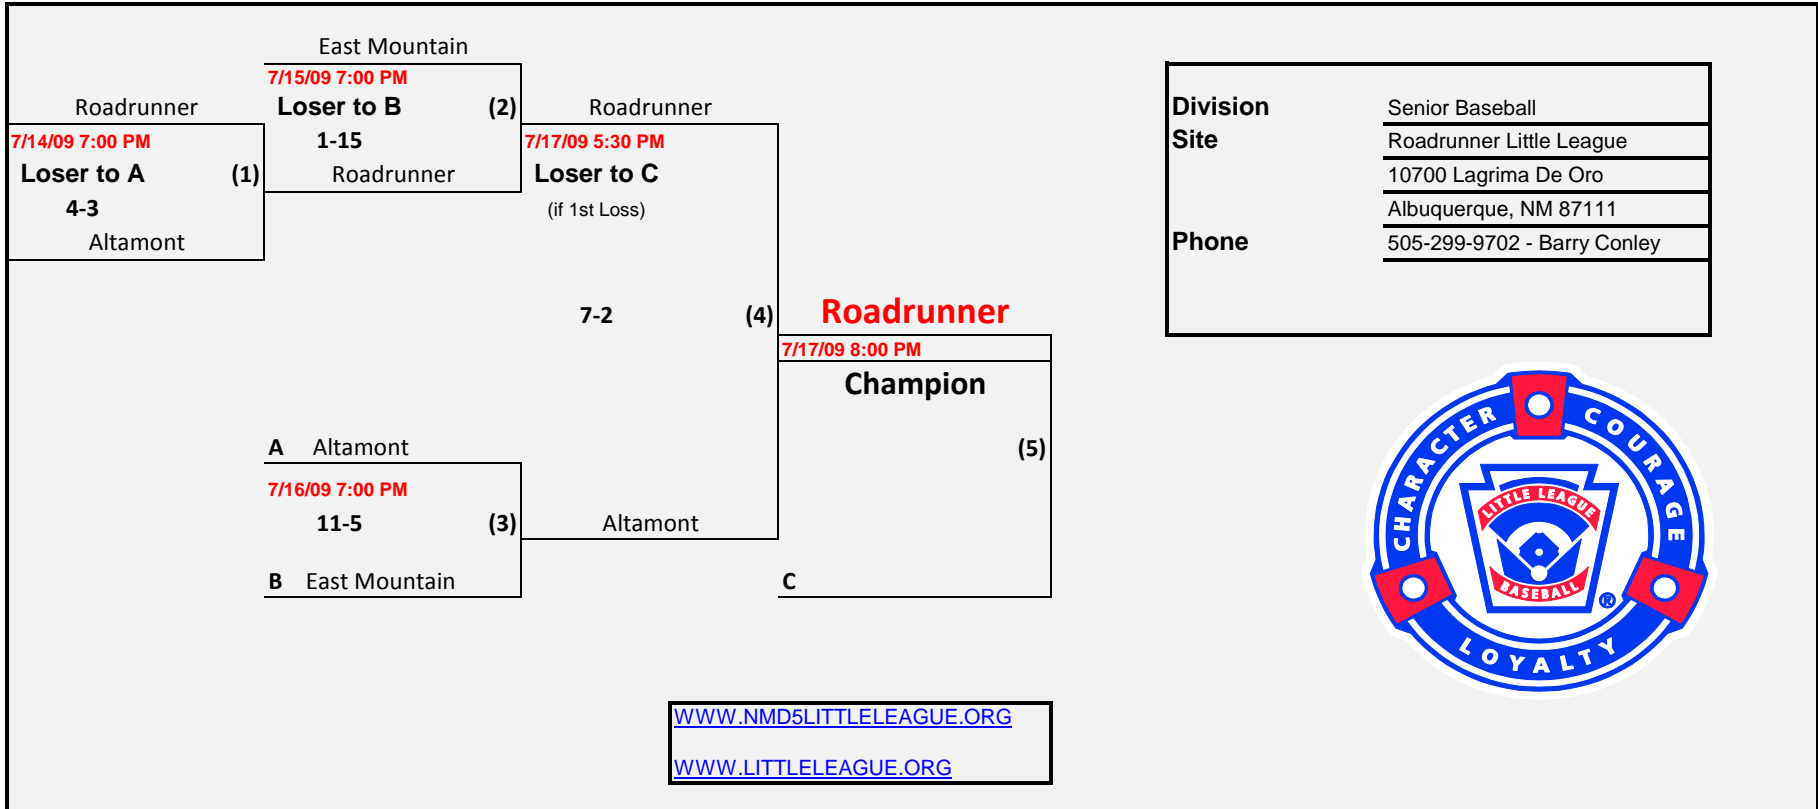 East Mountain
7/15/09 7:00 PM
Roadrunner
Loser to B (2)
Roadrunner
7/14/09 7:00 PM
1-15
7/17/09 5:30 PM
Loser to A (1)
Roadrunner
Loser to C
4-3
(if 1st Loss)
Altamont
7-2 (4)
Roadrunner
7/17/09 8:00 PM
Champion
A Altamont
(5)
7/16/09 7:00 PM
11-5 (3)
Altamont
B East Mountain
C
Division Senior Baseball
Site Roadrunner Little League
10700 Lagrima De Oro
Albuquerque, NM 87111
Phone 505-299-9702 - Barry Conley
CHARACTER COURAGE
LITTLE LEAGUE
BASEBALL
®
LOYALTY
WWW.NMD5LITTLELEAGUE.ORG
WWW.LITTLELEAGUE.ORG